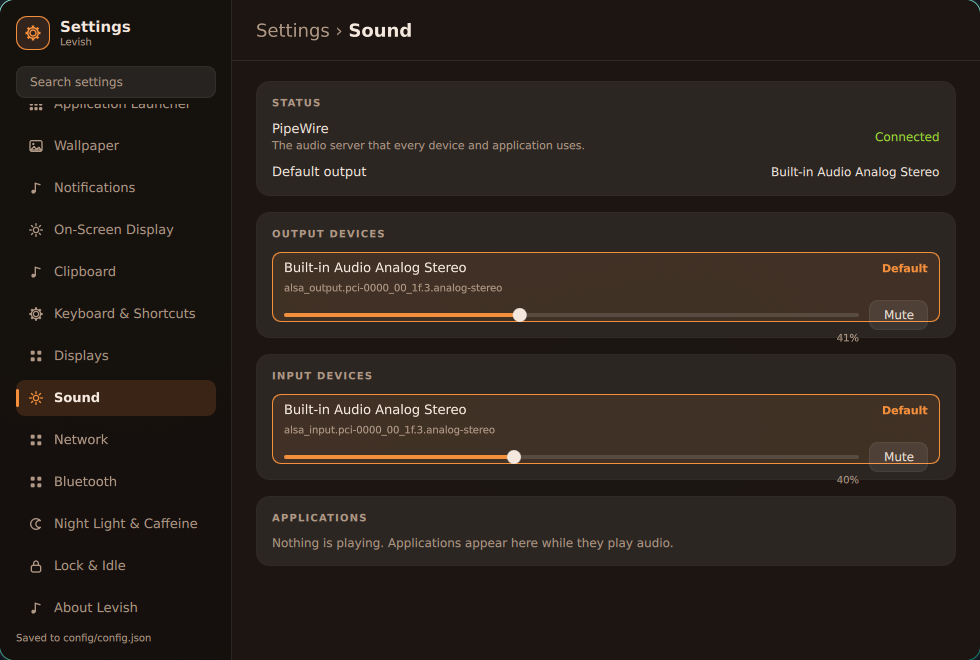 Settings
Levish
Search settings
Application Launcher
Wallpaper
Notifications
On-Screen Display
Clipboard
Keyboard & Shortcuts
Displays
Sound
Network
Bluetooth
Night Light & Caffeine
Lock & Idle
About Levish
Saved to config/config.json
Settings › Sound
STATUS
PipeWire
The audio server that every device and application uses.
Connected
Default output
Built-in Audio Analog Stereo
OUTPUT DEVICES
Built-in Audio Analog Stereo
Default
alsa_output.pci-0000_00_1f.3.analog-stereo
Mute
41%
INPUT DEVICES
Built-in Audio Analog Stereo
Default
alsa_input.pci-0000_00_1f.3.analog-stereo
Mute
40%
APPLICATIONS
Nothing is playing. Applications appear here while they play audio.